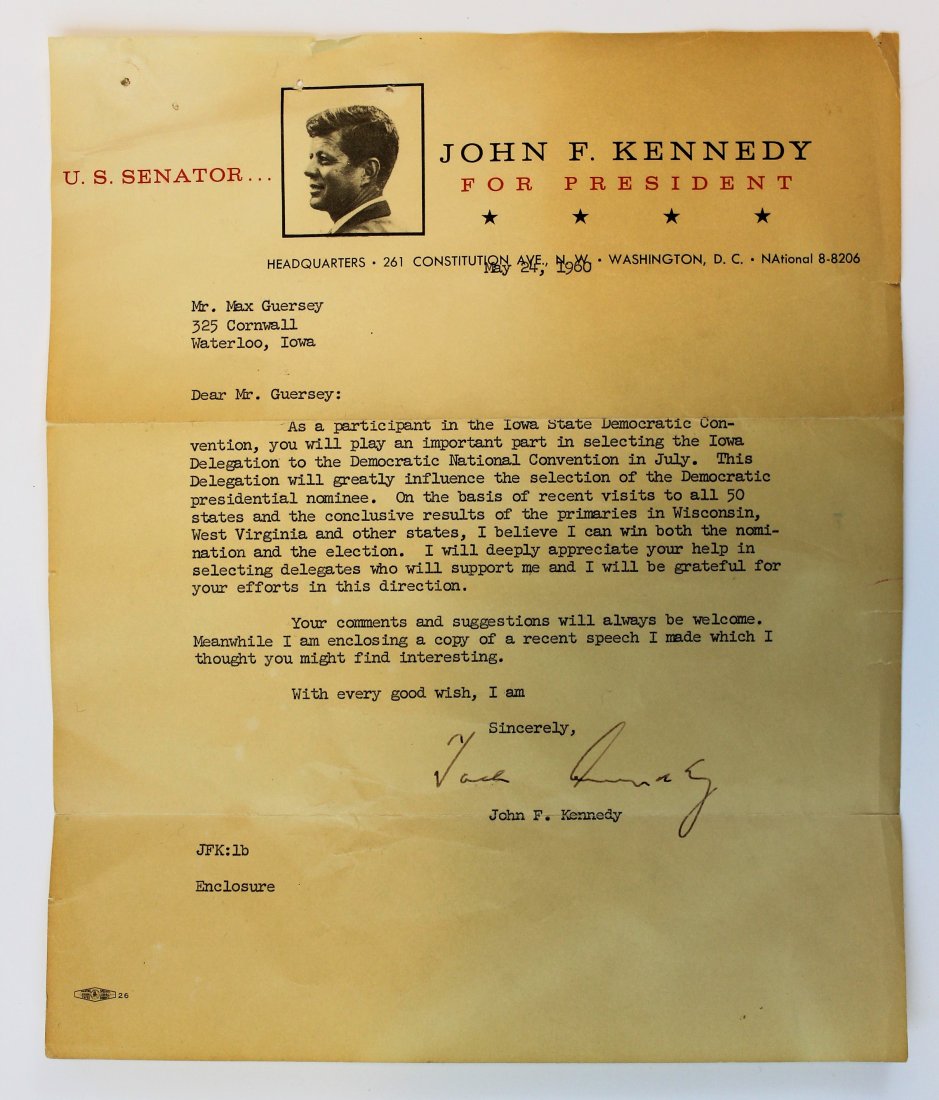 U. S. SENATOR...
JOHN F. KENNEDY
FOR PRESIDENT
HEADQUARTERS • 261 CONSTITUTION AVE., N. W. • WASHINGTON, D. C. • NAtional 8-8206
May 24, 1960
Mr. Max Guersey
325 Cornwall
Waterloo, Iowa
Dear Mr. Guersey:
As a participant in the Iowa State Democratic Con-
vention, you will play an important part in selecting the Iowa
Delegation to the Democratic National Convention in July. This
Delegation will greatly influence the selection of the Democratic
presidential nominee. On the basis of recent visits to all 50
states and the conclusive results of the primaries in Wisconsin,
West Virginia and other states, I believe I can win both the nomi-
nation and the election. I will deeply appreciate your help in
selecting delegates who will support me and I will be grateful for
your efforts in this direction.
Your comments and suggestions will always be welcome.
Meanwhile I am enclosing a copy of a recent speech I made which I
thought you might find interesting.
With every good wish, I am
Sincerely,
Jack Kennedy
John F. Kennedy
JFK:lb
Enclosure
26